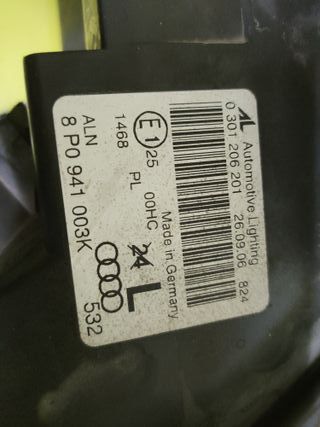 AL Automotive Lighting
0 301 206 201 26.09.06 824
Made in Germany
E1 25 00HC 24 L
1468 PL
ALN
8 P0 941 003K 532